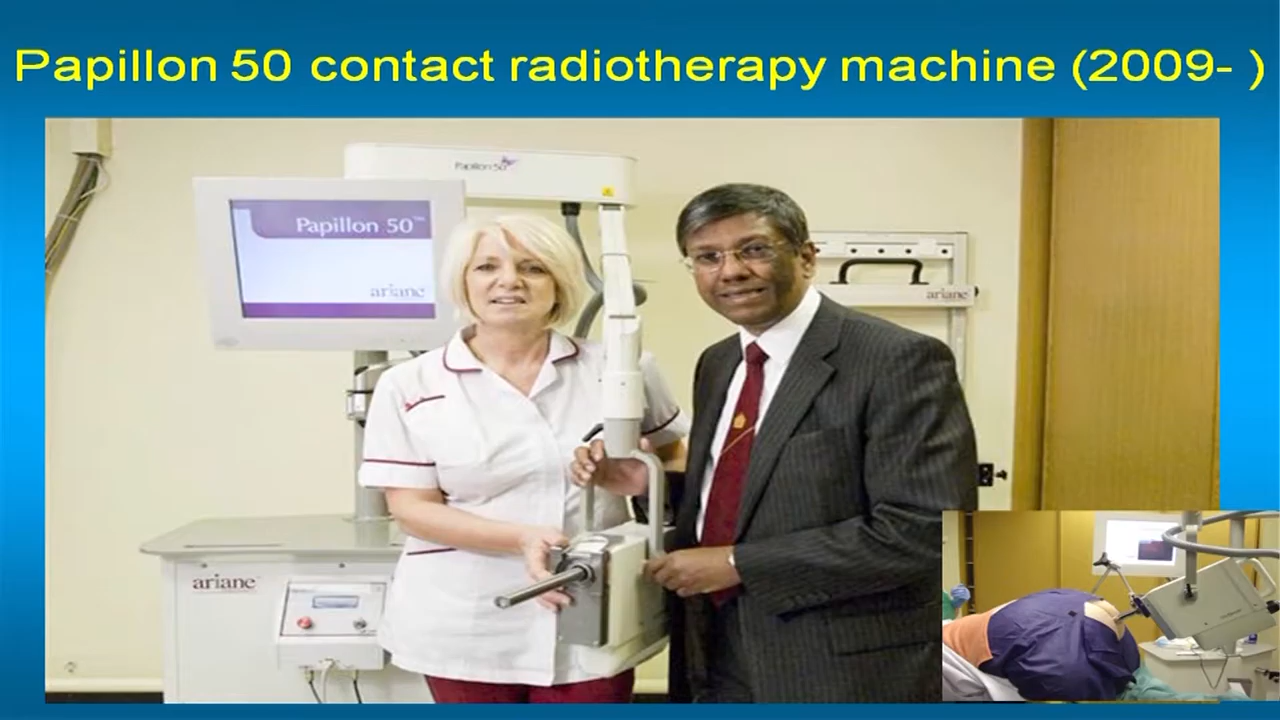 Papillon 50 contact radiotherapy machine (2009- )
Papillon 50
Papillon 50™
ariane
ariane
ariane